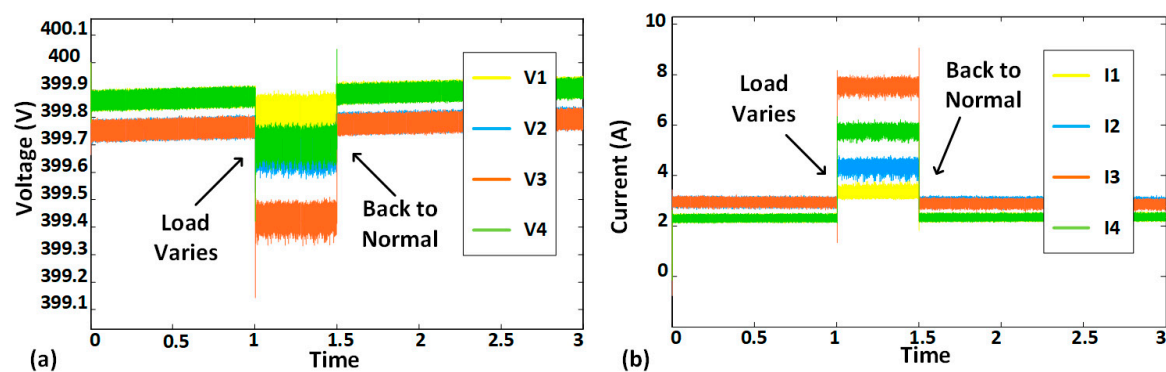 400.1
400
399.9
399.8
399.7
399.6
399.5
399.4
399.3
399.2
399.1
Voltage (V)
V1
V2
V3
V4
Load
Varies
Back to
Normal
0
0.5
1
1.5
2
2.5
3
Time
(a)
10
8
6
4
2
0
Current (A)
Load
Varies
Back to
Normal
I1
I2
I3
I4
0
0.5
1
1.5
2
2.5
3
Time
(b)